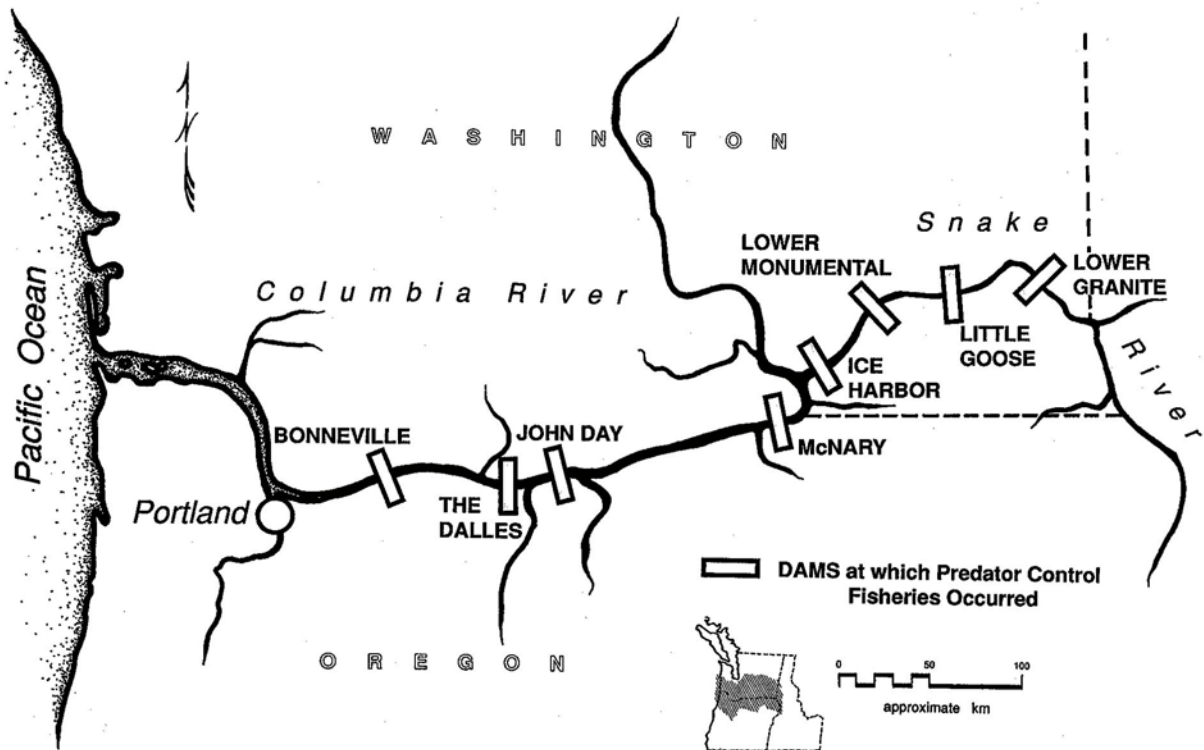 N
WASHINGTON
Snake
River
LOWER
MONUMENTAL
LOWER
GRANITE
Columbia River
LITTLE
GOOSE
Pacific Ocean
ICE
HARBOR
BONNEVILLE
JOHN DAY
McNARY
Portland
THE
DALLES
DAMS at which Predator Control
Fisheries Occurred
OREGON
0 50 100
approximate km